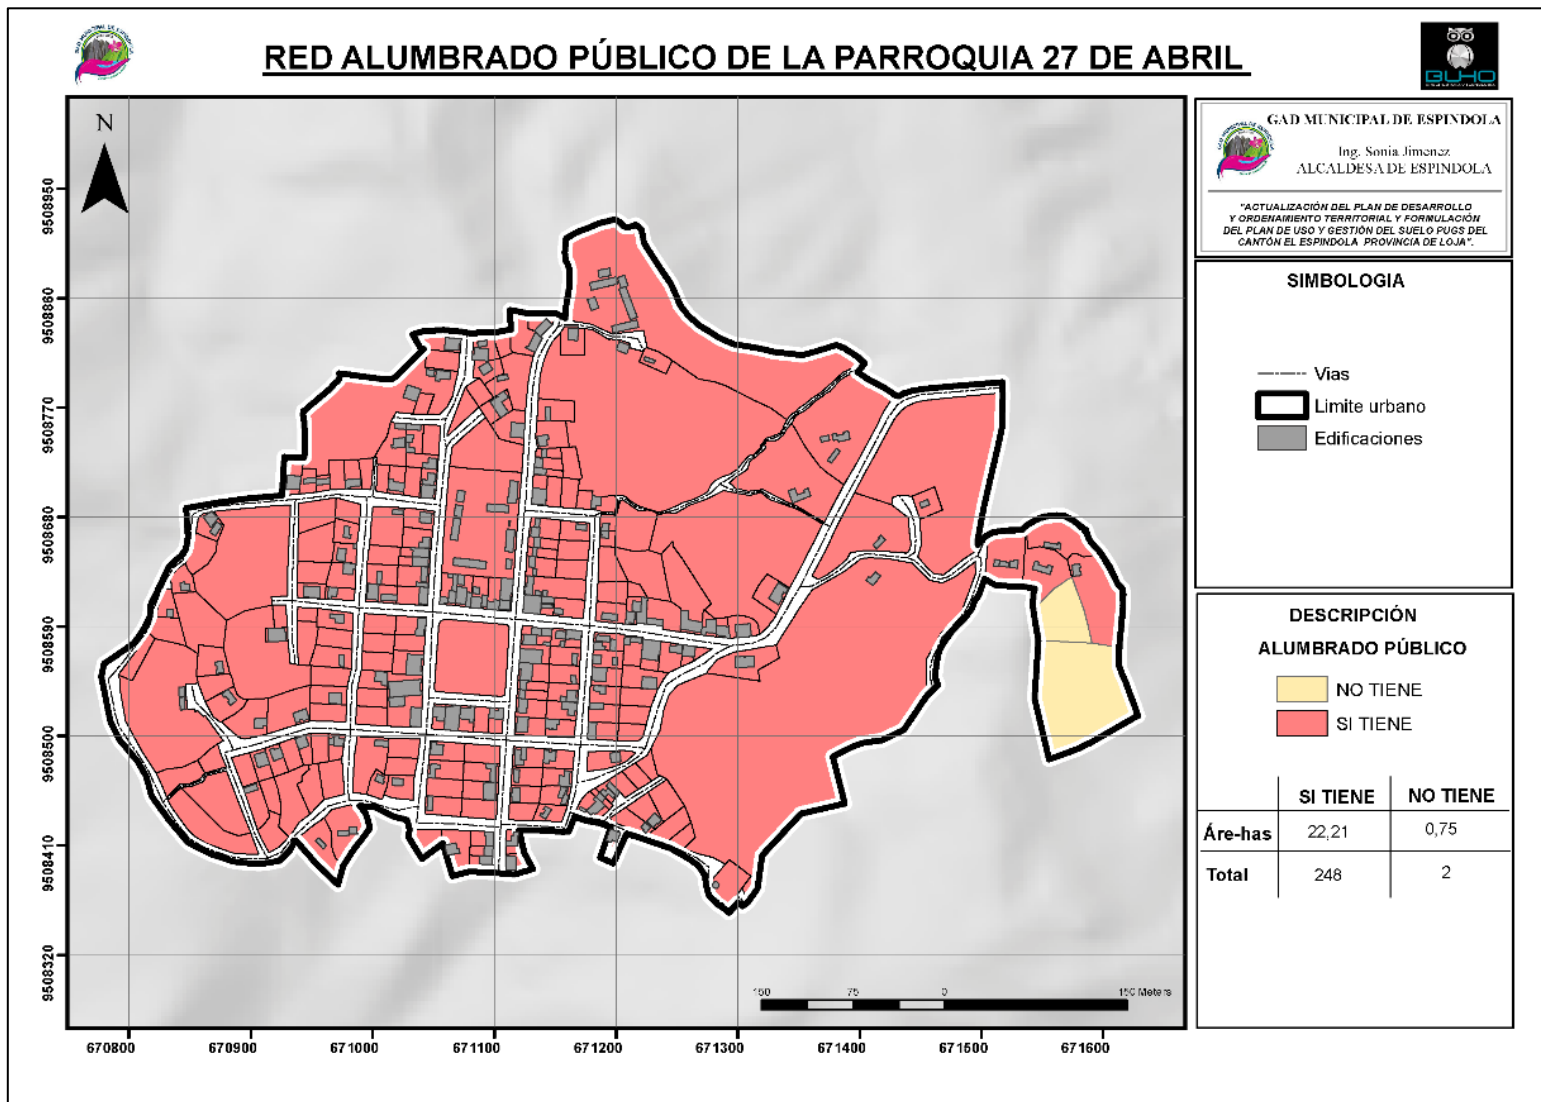 RED ALUMBRADO PÚBLICO DE LA PARROQUIA 27 DE ABRIL
BUHO
GAD MUNICIPAL DE ESPINDOLA
Ing. Sonia Jimenez
ALCALDESA DE ESPINDOLA
"ACTUALIZACIÓN DEL PLAN DE DESARROLLO
Y ORDENAMIENTO TERRITORIAL Y FORMULACIÓN
DEL PLAN DE USO Y GESTIÓN DEL SUELO PUGS DEL
CANTÓN EL ESPINDOLA PROVINCIA DE LOJA".
SIMBOLOGIA
Vias
Limite urbano
Edificaciones
DESCRIPCIÓN
ALUMBRADO PÚBLICO
NO TIENE
SI TIENE
SI TIENE NO TIENE
Áre-has 22,21 0,75
Total 248 2
N
9508950
9508860
9508770
9508680
9508590
9508500
9508410
9508320
150 75 0 150 Meters
670800 670900 671000 671100 671200 671300 671400 671500 671600